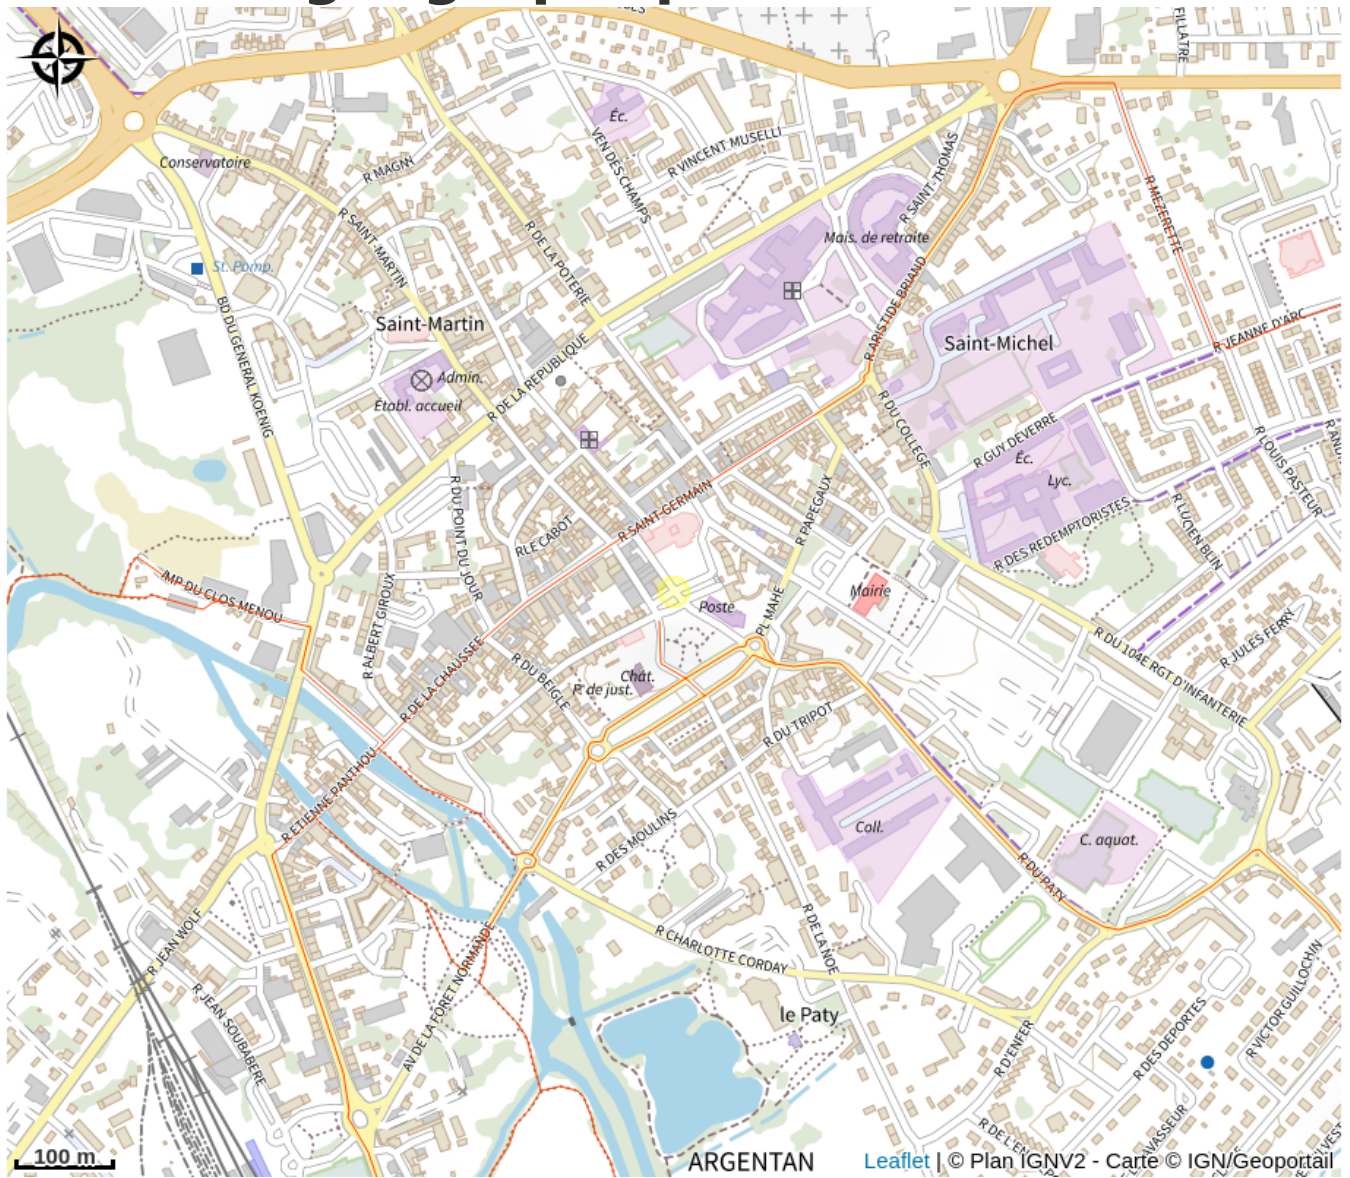 FILLATRE
Éc.
VEN DES CHAMPS
R VINCENT MUSELLI
Conservatoire
R MAGNY
R SAINT-THOMAS
R MEZERETTE
R SAINT-MARTIN
R DE LA POTERIE
Mais. de retraite
St. Pomp.
BD DU GENERAL KOENIG
R ARISTIDE BRIAND
Saint-Martin
Saint-Michel
R JEANNE D'ARC
R DE LA REPUBLIQUE
Admin.
Établ. accueil
R DU COLLEGE
R GUY DEVERRE
R LOUIS PASTEUR
Éc.
Lyc.
R DU POINT DU JOUR
R SAINT-GERMAIN
R PAPEGAUX
RLE CABOT
R DES REDEMPTORISTES
R LUCIEN BLIN
IMP DU CLOS MENOU
R ALBERT GIROUX
Mairie
Poste
PL MAHE
R JULES FERRY
R DU 104E RGT D'INFANTERIE
R DE LA CHAUSSEE
R DU BEIGLE
Chât.
P. de just.
R DU TRIPOT
R ETIENNE PANTHOU
R DES MOULINS
Coll.
C. aquat.
R DU PATY
R JEAN WOLF
AV DE LA FORET NORMANDE
R CHARLOTTE CORDAY
R DE LA NOE
R VICTOR GUILLOCHIN
R JEAN SOUBABERE
le Paty
R D'ENFER
R DES DEPORTES
100 m
ARGENTAN
Leaflet | © Plan IGNV2 - Carte © IGN/Geoportail